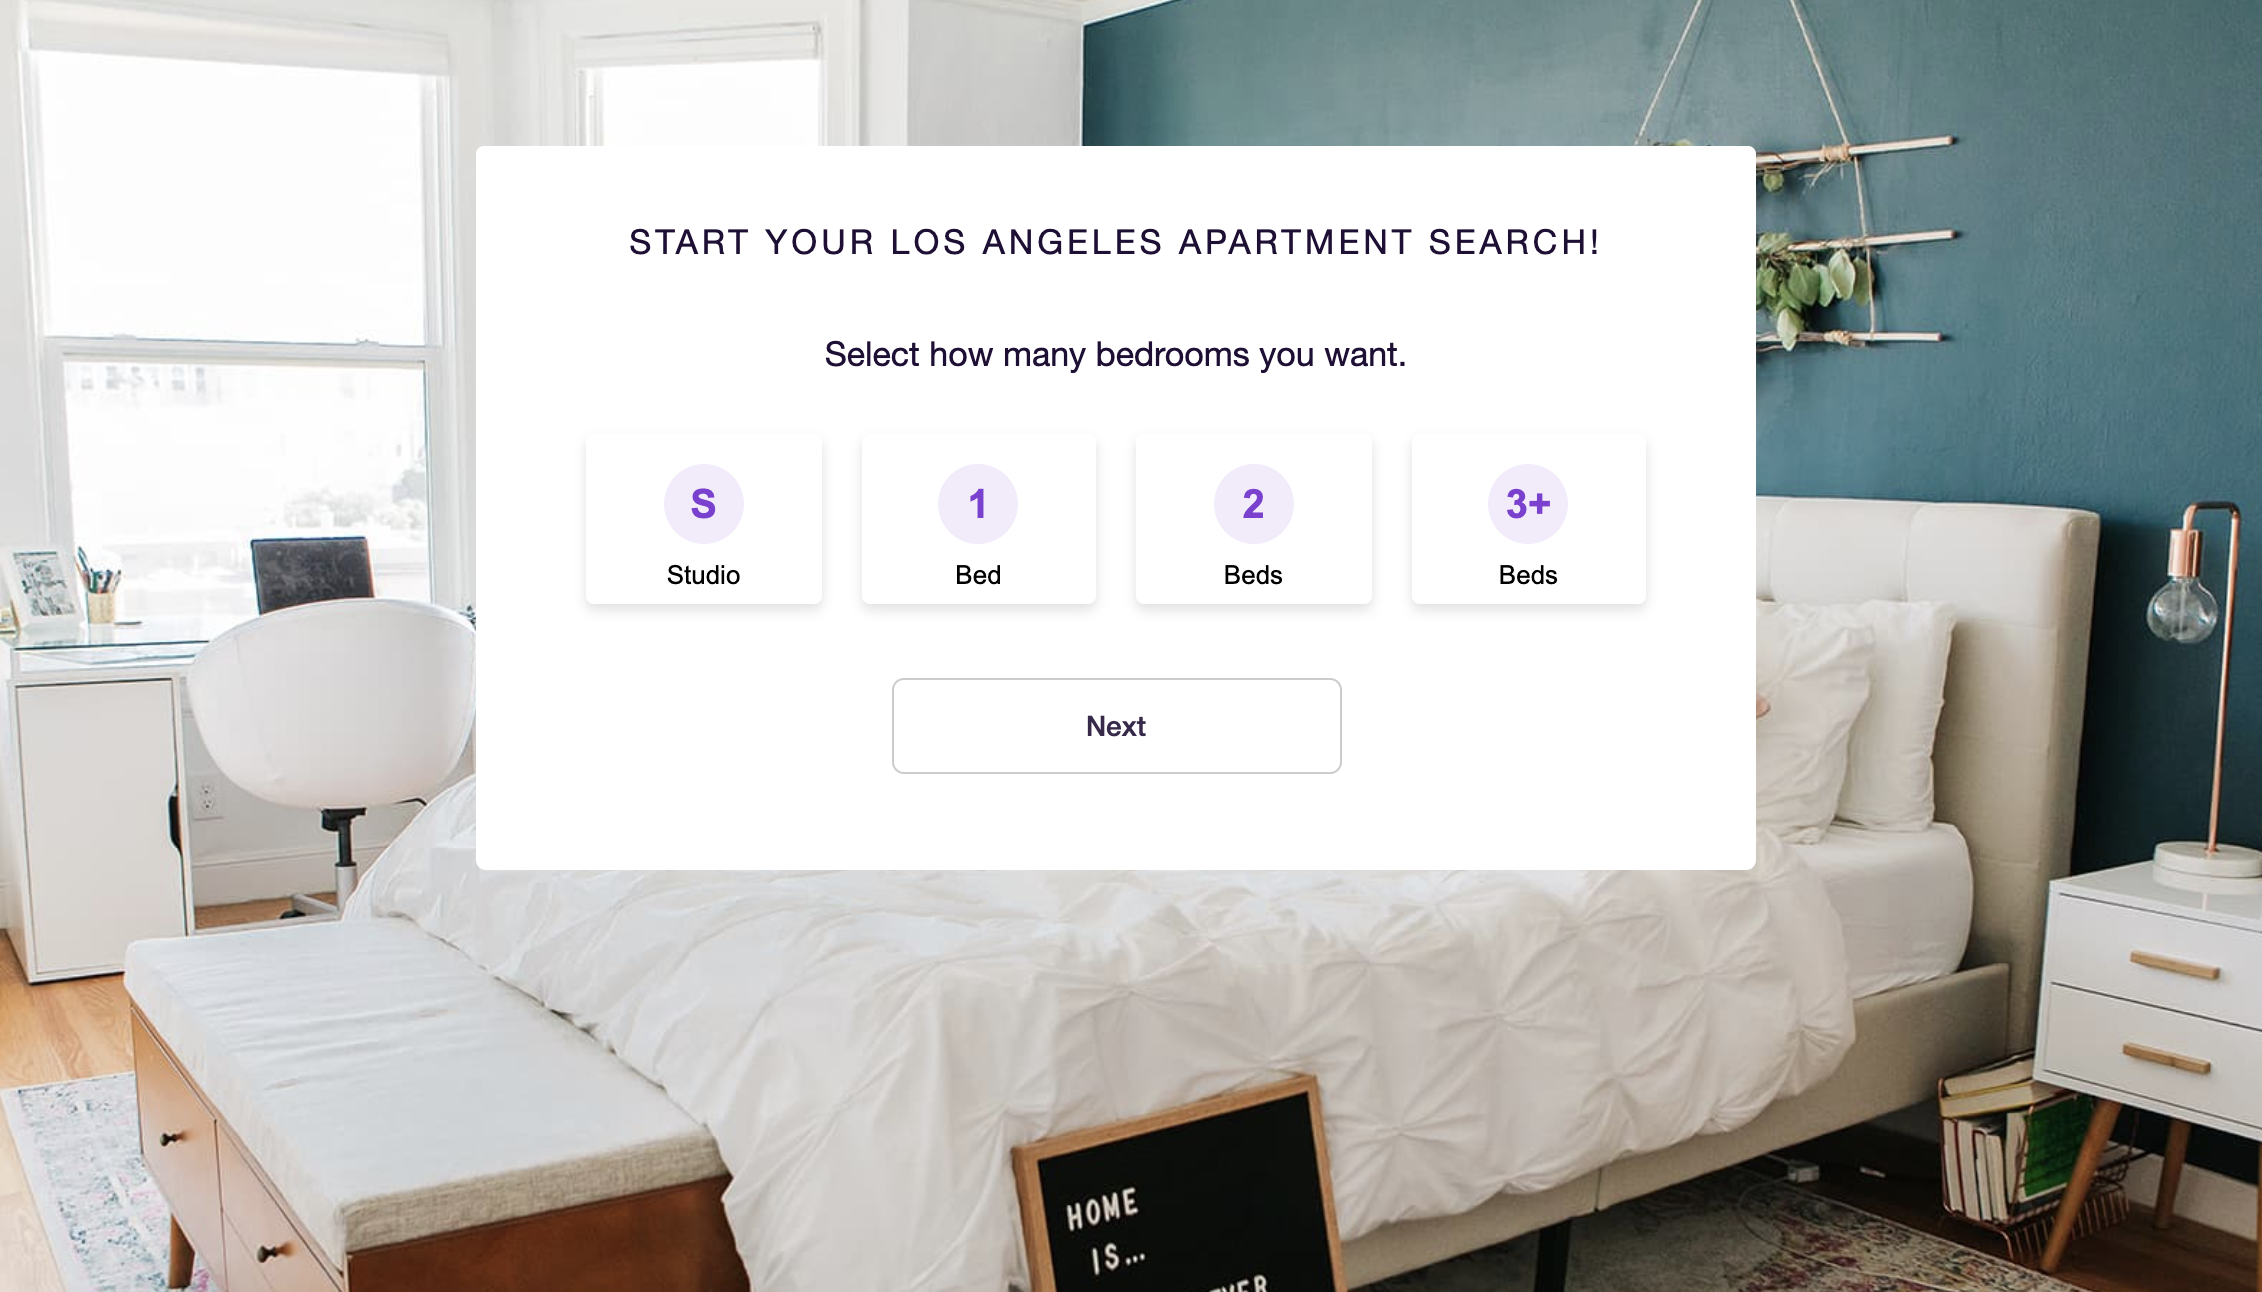 START YOUR LOS ANGELES APARTMENT SEARCH!
Select how many bedrooms you want.
S
Studio
1
Bed
2
Beds
3+
Beds
Next
HOME
IS...